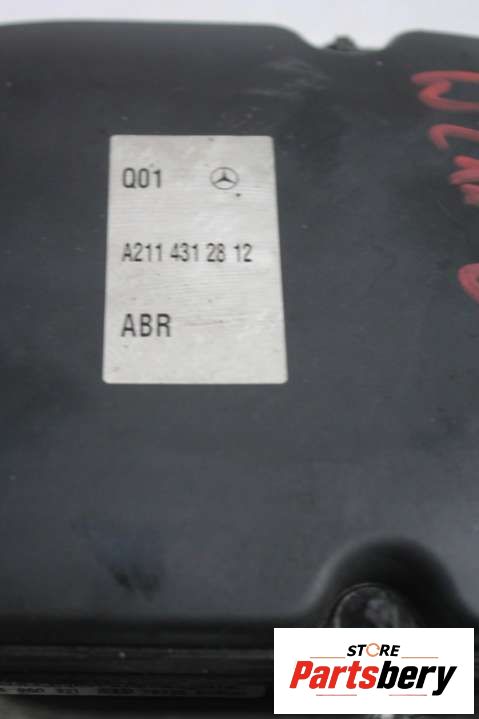 Q01
A211 431 28 12
ABR
STORE
Partsbery